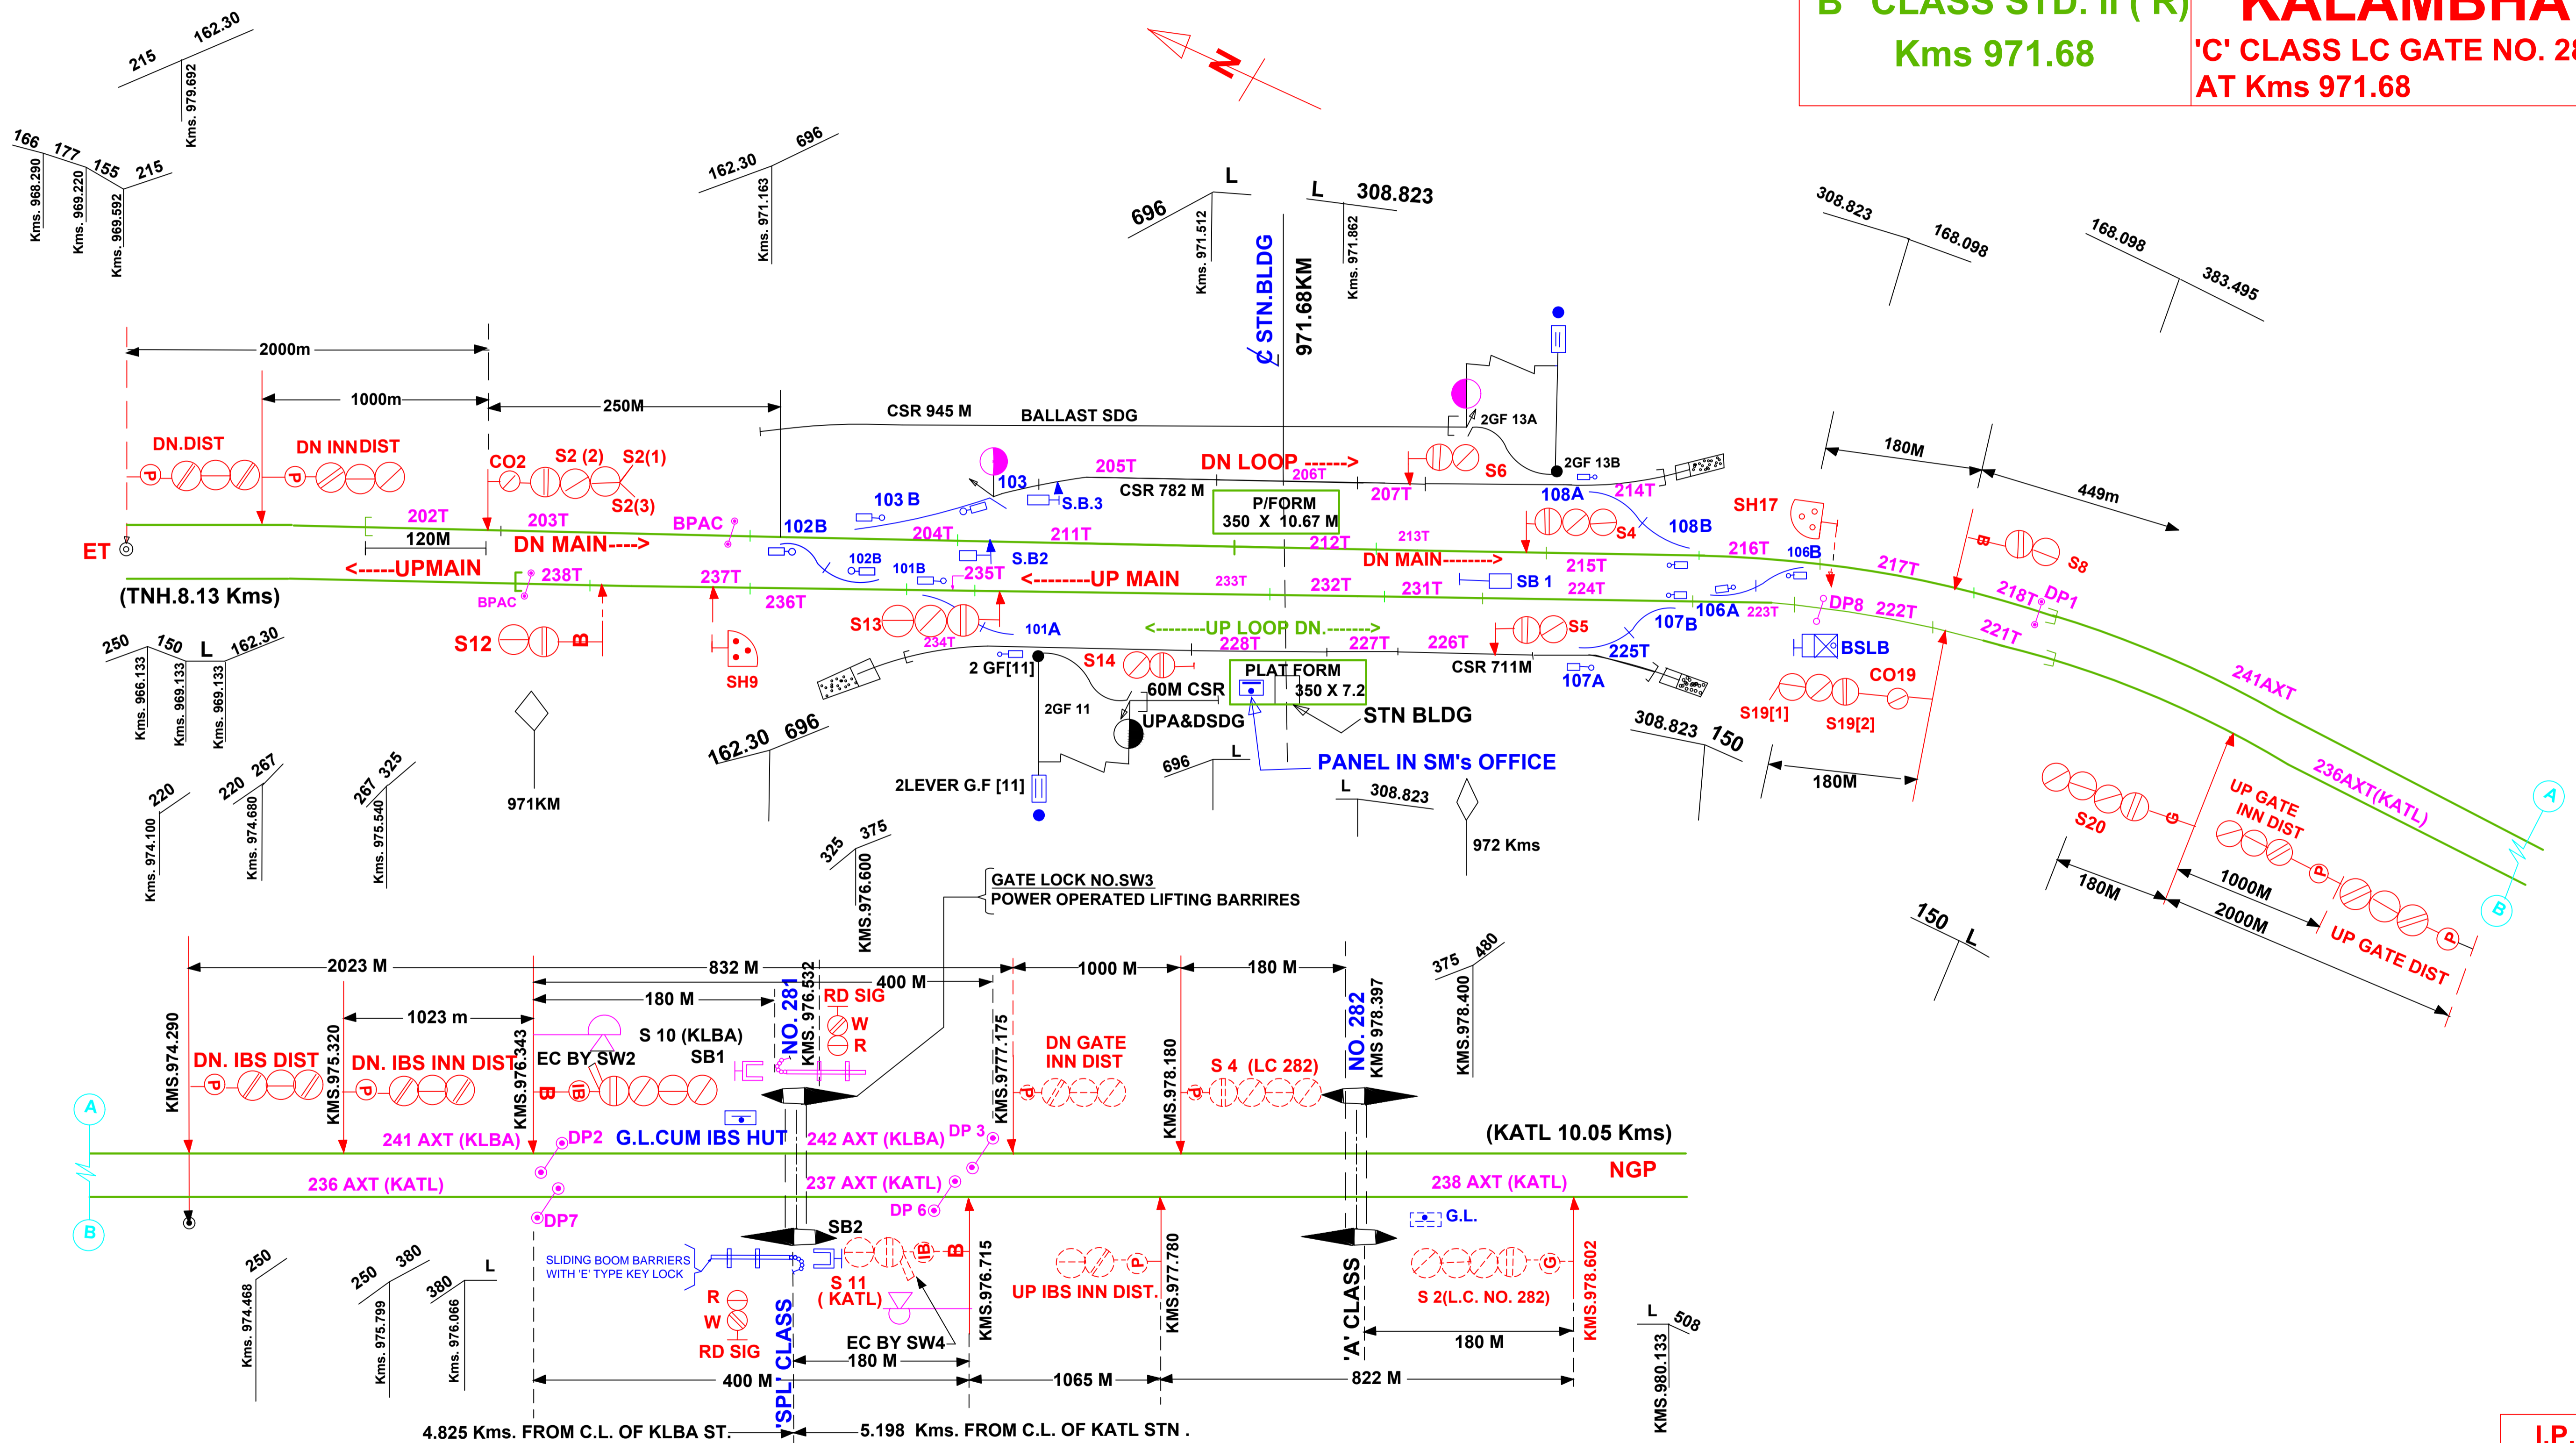 B  CLASS STD. II ( R)
Kms 971.68
KALAMBHA
'C' CLASS LC GATE NO. 28
AT Kms 971.68
N
215
162.30
Kms. 979.692
166
177
155
215
Kms. 968.290
Kms. 969.220
Kms. 969.592
162.30
696
Kms. 971.163
696
L
Kms. 971.512
L
308.823
Kms. 971.862
308.823
168.098
168.098
383.495
C STN.BLDG
971.68KM
2000m
1000m
250M
CSR 945 M
BALLAST SDG
2GF 13A
2GF 13B
180M
449m
DN.DIST
DN INNDIST
P
P
CO2
S2 (2)
S2(1)
S2(3)
103
205T
DN LOOP ------>
206T
S6
CSR 782 M
207T
108A
214T
SH17
103 B
S.B.3
P/FORM
350 X 10.67 M
202T
203T
BPAC
102B
204T
211T
212T
213T
S4
108B
B
S8
ET
120M
DN MAIN---->
S.B2
DN MAIN------->
215T
216T
106B
217T
<-----UPMAIN
238T
237T
102B
101B
235T
<--------UP MAIN
233T
232T
231T
SB 1
224T
106A
223T
DP8
222T
218T
DP1
(TNH.8.13 Kms)
BPAC
236T
221T
S12
B
SH9
S13
234T
101A
<--------UP LOOP DN.------->
S5
107B
BSLB
2 GF[11]
S14
228T
227T
226T
CSR 711M
225T
107A
CO19
S19[1]
S19[2]
241AXT
PLAT FORM
350 X 7.2
60M CSR
2GF 11
UPA&DSDG
STN BLDG
PANEL IN SM's OFFICE
2LEVER G.F [11]
250
150
L
162.30
Kms. 966.133
Kms. 969.133
Kms. 969.133
971KM
162.30
696
696
L
L
308.823
308.823
150
180M
972 Kms
236AXT(KATL)
S20
G
UP GATE
INN DIST
P
P
UP GATE DIST
180M
1000M
2000M
A
B
220
Kms. 974.100
220
267
Kms. 974.680
267
325
Kms. 975.540
325
375
KMS.976.600
GATE LOCK NO.SW3
POWER OPERATED LIFTING BARRIRES
150
L
2023 M
832 M
1000 M
180 M
400 M
180 M
1023 m
375
480
KMS.978.400
KMS.974.290
KMS.975.320
KMS.976.343
NO. 281
KMS. 976.532
KMS.9777.175
KMS.978.180
NO. 282
KMS 978.397
RD SIG
W
R
S 10 (KLBA)
SB1
EC BY SW2
DN. IBS DIST
DN. IBS INN DIST
P
P
B
IB
DN GATE
INN DIST
P
S 4 (LC 282)
P
A
B
241 AXT (KLBA)
DP2
G.L.CUM IBS HUT
242 AXT (KLBA)
DP 3
(KATL 10.05 Kms)
NGP
236 AXT (KATL)
237 AXT (KATL)
238 AXT (KATL)
DP7
DP 6
SB2
G.L.
SLIDING BOOM BARRIERS
WITH 'E' TYPE KEY LOCK
IB
B
S 11
( KATL)
P
UP IBS INN DIST.
G
S 2(L.C. NO. 282)
KMS.976.715
KMS.977.780
KMS.978.602
R
W
RD SIG
EC BY SW4
'SPL' CLASS
'A' CLASS
180 M
180 M
400 M
1065 M
822 M
250
Kms. 974.468
250
380
Kms. 975.799
380
L
Kms. 976.066
L
508
KMS.980.133
4.825 Kms. FROM C.L. OF KLBA ST.
5.198 Kms. FROM C.L. OF KATL STN .
I.P.